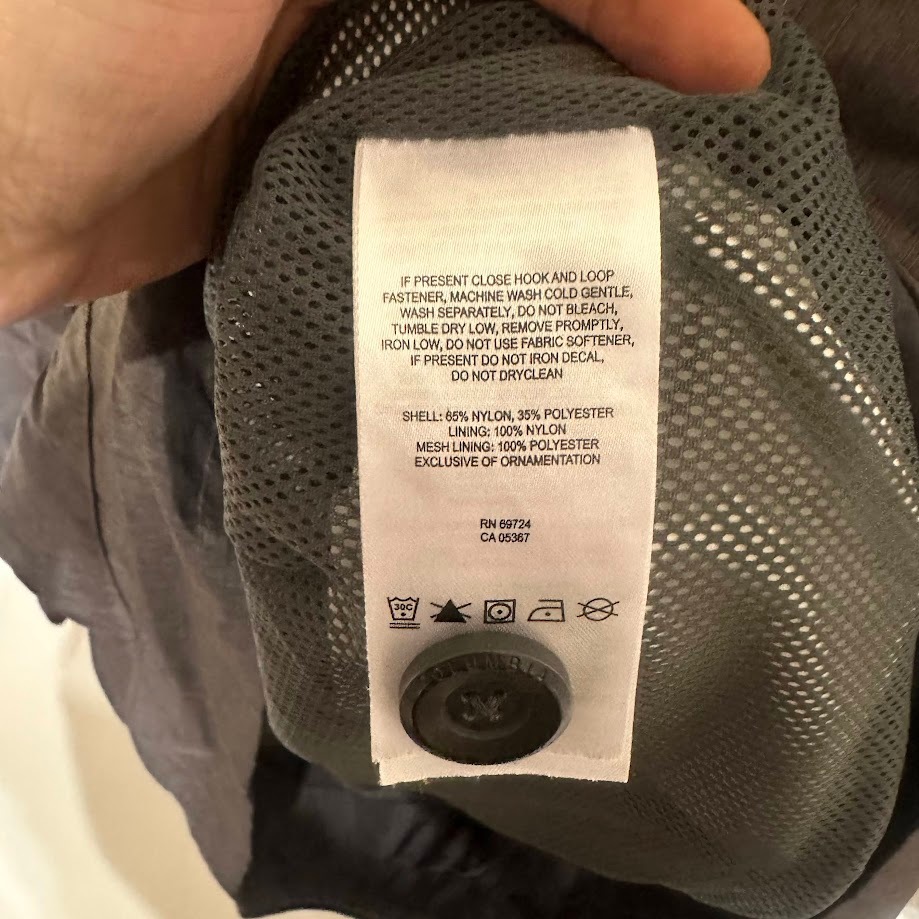 IF PRESENT CLOSE HOOK AND LOOP
FASTENER, MACHINE WASH COLD GENTLE,
WASH SEPARATELY, DO NOT BLEACH,
TUMBLE DRY LOW, REMOVE PROMPTLY,
IRON LOW, DO NOT USE FABRIC SOFTENER,
IF PRESENT DO NOT IRON DECAL,
DO NOT DRYCLEAN
SHELL: 65% NYLON, 35% POLYESTER
LINING: 100% NYLON
MESH LINING: 100% POLYESTER
EXCLUSIVE OF ORNAMENTATION
RN 69724
CA 05367
30C
COLUMBIA